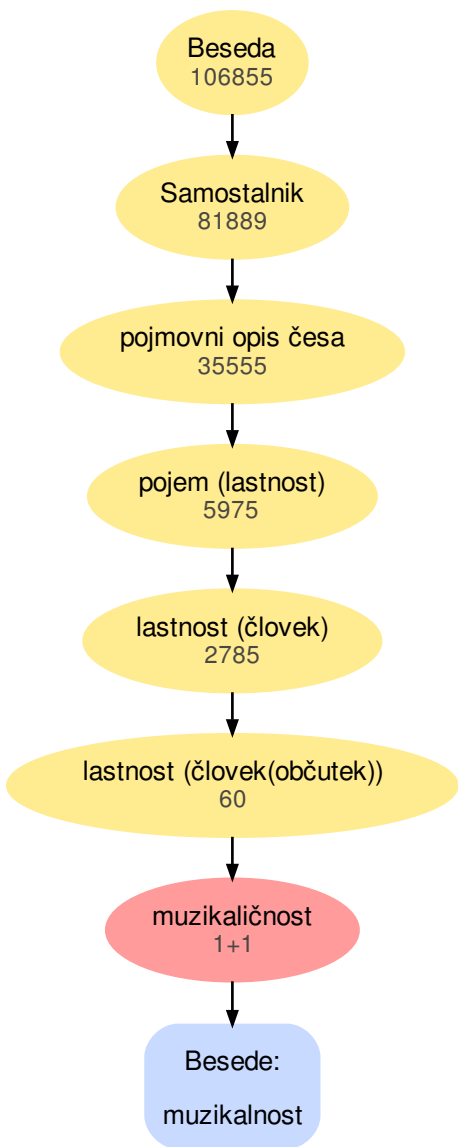 Beseda
106855
Samostalnik
81889
pojmovni opis česa
35555
pojem (lastnost)
5975
lastnost (človek)
2785
lastnost (človek(občutek))
60
muzikaličnost
1+1
Besede:
muzikalnost